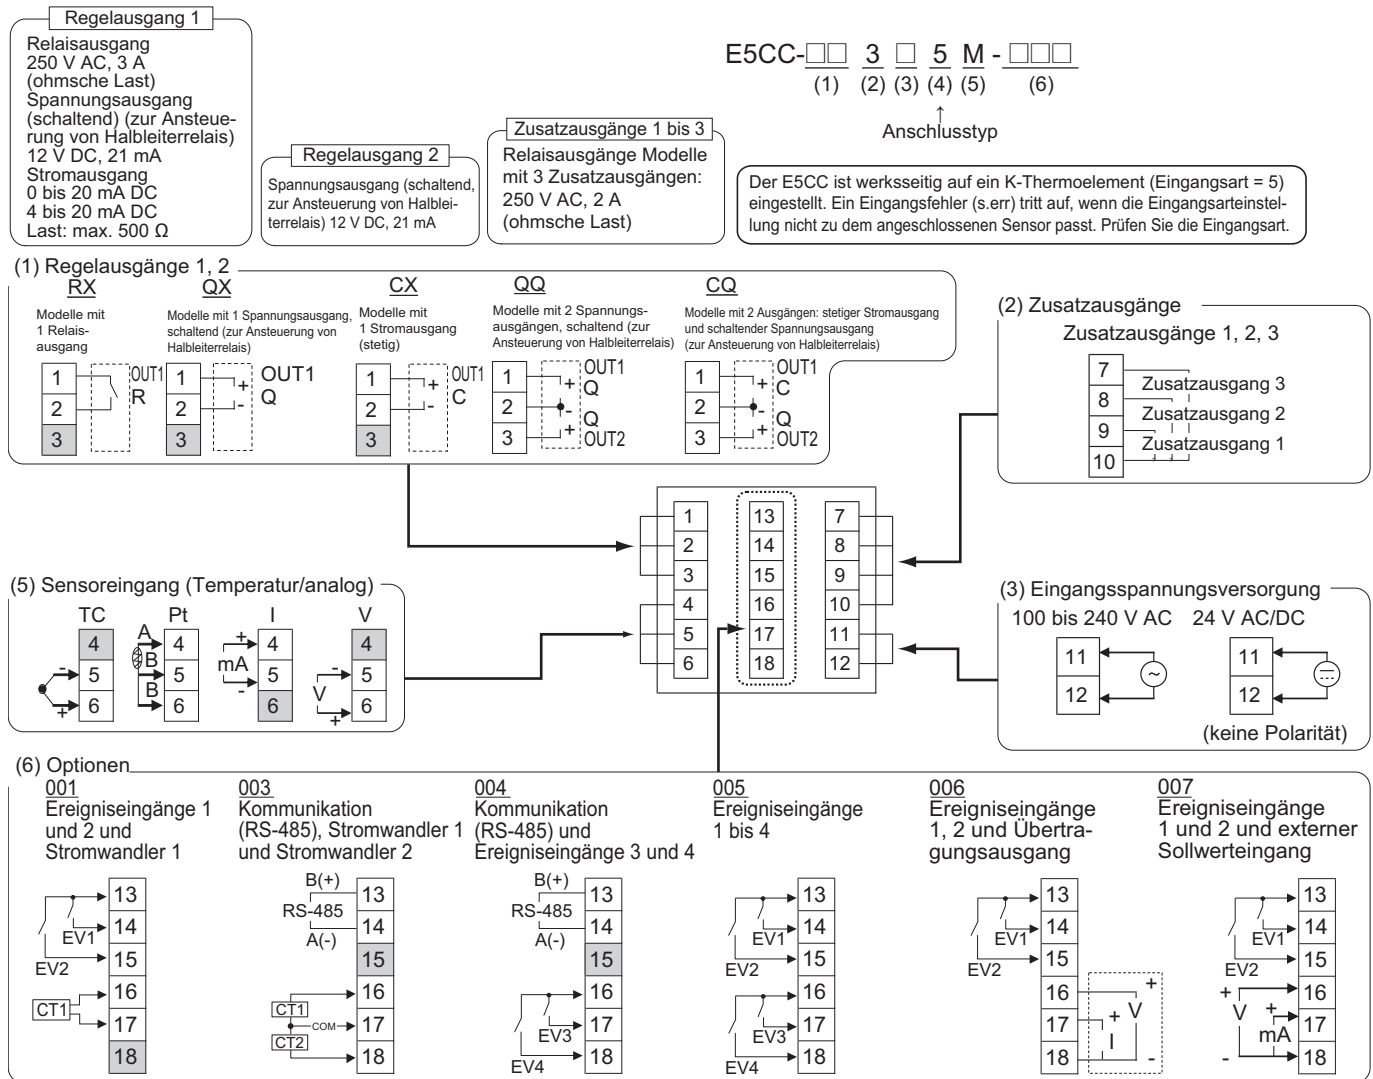 Regelausgang 1
Relaisausgang
250 V AC, 3 A
(ohmsche Last)
Spannungsausgang
(schaltend) (zur Ansteue-
rung von Halbleiterrelais)
12 V DC, 21 mA
Stromausgang
0 bis 20 mA DC
4 bis 20 mA DC
Last: max. 500 Ω
Regelausgang 2
Spannungsausgang (schaltend,
zur Ansteuerung von Halblei-
terrelais) 12 V DC, 21 mA
Zusatzausgänge 1 bis 3
Relaisausgänge Modelle
mit 3 Zusatzausgängen:
250 V AC, 2 A
(ohmsche Last)
E5CC-□□ 3 □ 5 M - □□□
(1) (2) (3) (4) (5) (6)
↑
Anschlusstyp
Der E5CC ist werksseitig auf ein K-Thermoelement (Eingangsart = 5)
eingestellt. Ein Eingangsfehler (s.err) tritt auf, wenn die Eingangsarteinstel-
lung nicht zu dem angeschlossenen Sensor passt. Prüfen Sie die Eingangsart.
(1) Regelausgänge 1, 2
RX
Modelle mit
1 Relais-
ausgang
1
2
3
OUT1
R
QX
Modelle mit 1 Spannungsausgang,
schaltend (zur Ansteuerung von
Halbleiterrelais)
1
2
3
+
-
OUT1
Q
CX
Modelle mit
1 Stromausgang
(stetig)
1
2
3
+
-
OUT1
C
QQ
Modelle mit 2 Spannungs-
ausgängen, schaltend (zur
Ansteuerung von Halbleiterrelais)
1
2
3
+
-
+
OUT1
Q
Q
OUT2
CQ
Modelle mit 2 Ausgängen: stetiger Stromausgang
und schaltender Spannungsausgang
(zur Ansteuerung von Halbleiterrelais)
1
2
3
+
-
+
OUT1
C
Q
OUT2
(2) Zusatzausgänge
Zusatzausgänge 1, 2, 3
7
8
9
10
Zusatzausgang 3
Zusatzausgang 2
Zusatzausgang 1
1 13 7
2 14 8
3 15 9
4 16 10
5 17 11
6 18 12
(5) Sensoreingang (Temperatur/analog)
TC
4
5
6
-
+
Pt
A
B
B
4
5
6
I
+
mA
-
4
5
6
V
-
V
+
4
5
6
(3) Eingangsspannungsversorgung
100 bis 240 V AC
11
12
~
24 V AC/DC
11
12
(keine Polarität)
(6) Optionen
001
Ereigniseingänge 1
und 2 und
Stromwandler 1
13
14
15
16
17
18
EV1
EV2
CT1
003
Kommunikation
(RS-485), Stromwandler 1
und Stromwandler 2
B(+)
RS-485
A(-)
13
14
15
16
17
18
CT1
COM
CT2
004
Kommunikation
(RS-485) und
Ereigniseingänge 3 und 4
B(+)
RS-485
A(-)
13
14
15
16
17
18
EV3
EV4
005
Ereigniseingänge
1 bis 4
13
14
15
16
17
18
EV1
EV2
EV3
EV4
006
Ereigniseingänge
1, 2 und Übertra-
gungsausgang
13
14
15
16
17
18
EV1
EV2
+
V
+
I
-
007
Ereigniseingänge
1 und 2 und externer
Sollwerteingang
13
14
15
16
17
18
EV1
EV2
+
V
+
mA
-